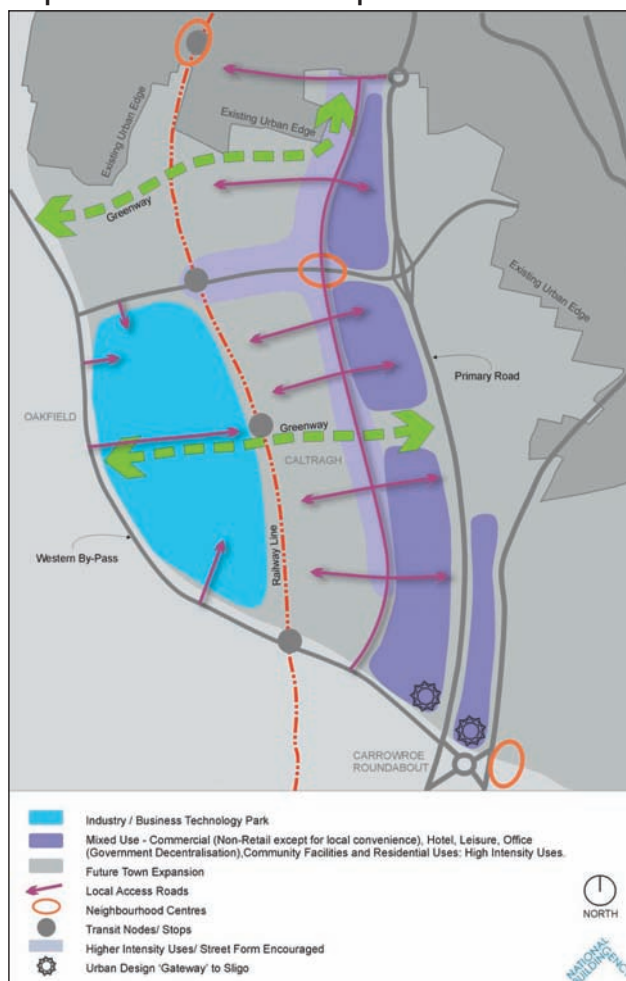 Existing Urban Edge
Existing Urban Edge
Greenway
Existing Urban Edge
Primary Road
OAKFIELD
Greenway
CALTRAGH
Railway Line
Western By-Pass
CARROWROE
ROUNDABOUT
Industry / Business Technology Park
Mixed Use - Commercial (Non-Retail except for local convenience), Hotel, Leisure, Office
(Government Decentralisation),Community Facilities and Residential Uses: High Intensity Uses.
Future Town Expansion
Local Access Roads
Neighbourhood Centres
Transit Nodes/ Stops
Higher Intensity Uses/ Street Form Encouraged
Urban Design 'Gateway' to Sligo
NORTH
NATIONAL
BUILDING